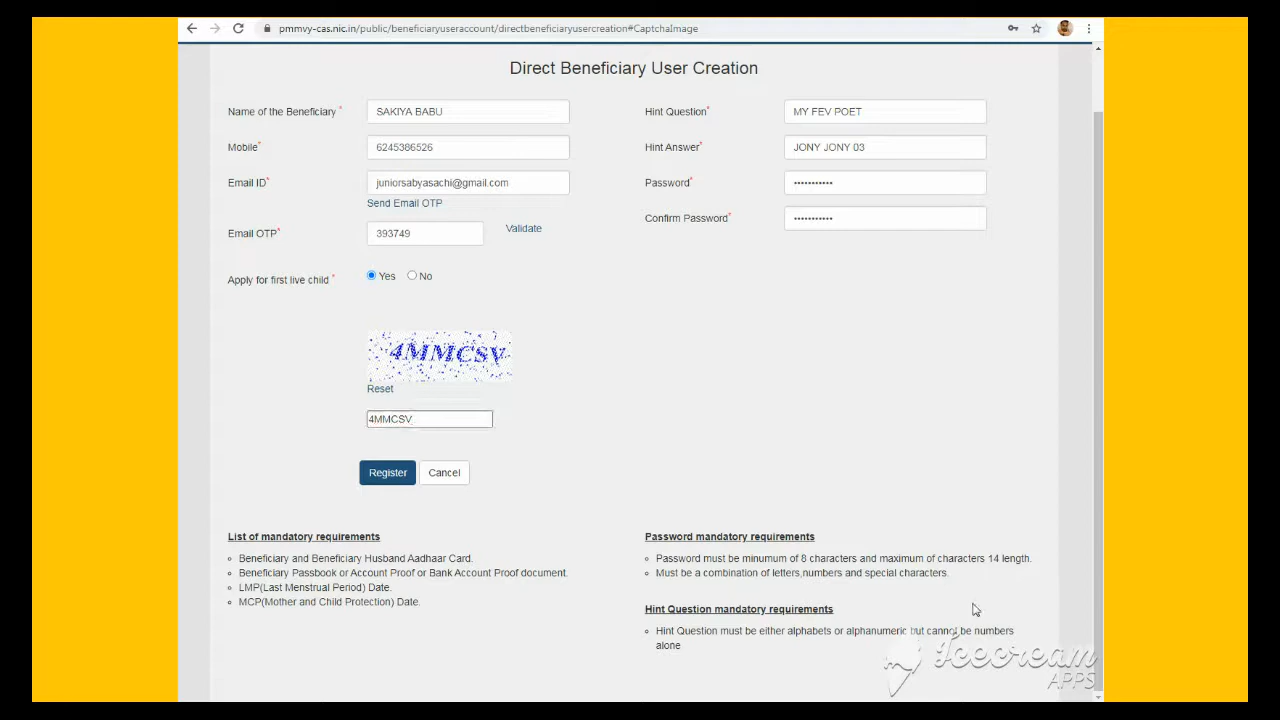 pmmvy-cas.nic.in/public/beneficiaryuseraccount/directbeneficiaryusercreation#CaptchaImage
Direct Beneficiary User Creation
Name of the Beneficiary * SAKIYA BABU
Mobile* 6245386526
Email ID* juniorsabyasachi@gmail.com
Send Email OTP
Email OTP* 393749 Validate
Apply for first live child * Yes No
4MMCSV
Reset
4MMCSV
Register Cancel
Hint Question* MY FEV POET
Hint Answer* JONY JONY 03
Password* •••••••••••
Confirm Password* •••••••••••
List of mandatory requirements
Beneficiary and Beneficiary Husband Aadhaar Card.
Beneficiary Passbook or Account Proof or Bank Account Proof document.
LMP(Last Menstrual Period) Date.
MCP(Mother and Child Protection) Date.
Password mandatory requirements
Password must be minumum of 8 characters and maximum of characters 14 length.
Must be a combination of letters,numbers and special characters.
Hint Question mandatory requirements
Hint Question must be either alphabets or alphanumeric but cannot be numbers
alone
Icecream
APPS